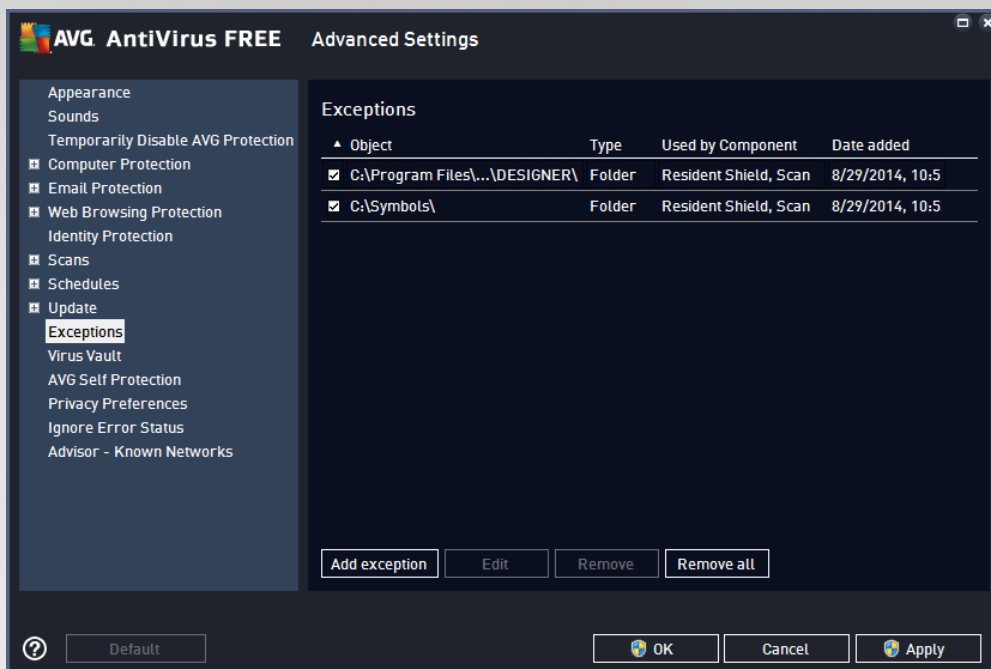 AVG AntiVirus FREE Advanced Settings
Appearance
Sounds
Temporarily Disable AVG Protection
Computer Protection
Email Protection
Web Browsing Protection
Identity Protection
Scans
Schedules
Update
Exceptions
Virus Vault
AVG Self Protection
Privacy Preferences
Ignore Error Status
Advisor - Known Networks
Exceptions
Object Type Used by Component Date added
C:\Program Files\...\DESIGNER\ Folder Resident Shield, Scan 8/29/2014, 10:5
C:\Symbols\ Folder Resident Shield, Scan 8/29/2014, 10:5
Add exception Edit Remove Remove all
? Default OK Cancel Apply